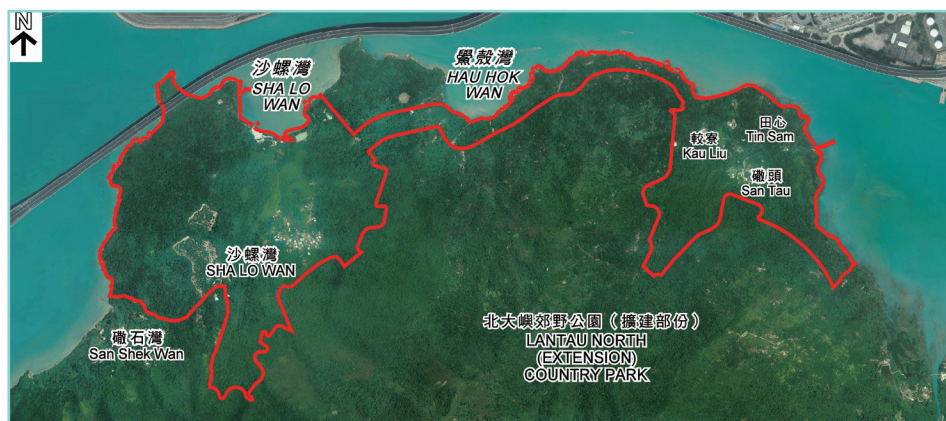 N
沙螺灣
SHA LO
WAN
鱟殼灣
HAU HOK
WAN
田心
Tin Sam
較寮
Kau Liu
䃟頭
San Tau
沙螺灣
SHA LO WAN
䃟石灣
San Shek Wan
北大嶼郊野公園（擴建部份）
LANTAU NORTH
(EXTENSION)
COUNTRY PARK